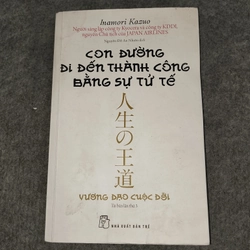 Inamori Kazuo
Người sáng lập công ty Kyocera và công ty KDDI,
nguyên Chủ tịch của JAPAN AIRLINES
CON ĐƯỜNG
ĐI ĐẾN THÀNH CÔNG
BẰNG SỰ TỬ TẾ
人生の王道
VƯƠNG ĐẠO CUỘC ĐỜI
NHÀ XUẤT BẢN TRẺ